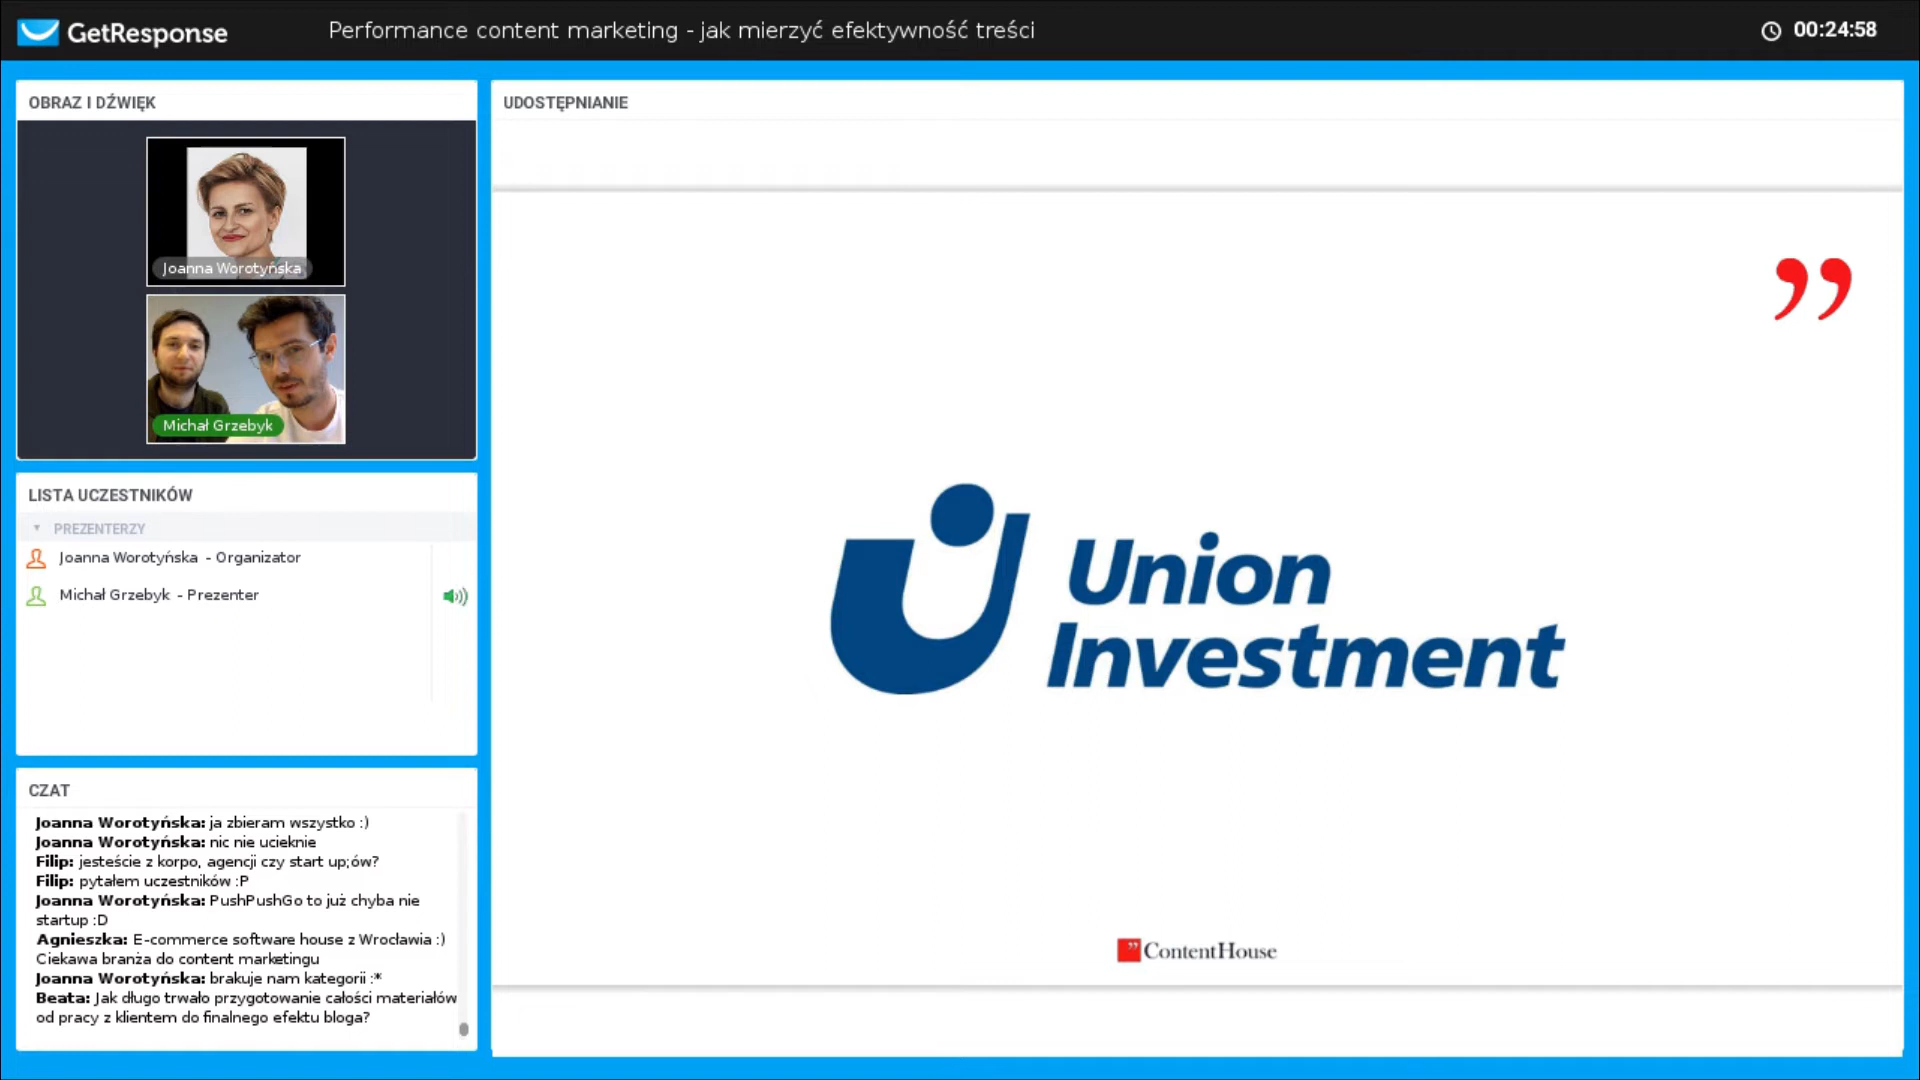 GetResponse
Performance content marketing - jak mierzyć efektywność treści
00:24:58
OBRAZ I DŹWIĘK
Joanna Worotyńska
Michał Grzebyk
LISTA UCZESTNIKÓW
PREZENTERZY
Joanna Worotyńska - Organizator
Michał Grzebyk - Prezenter
CZAT
Joanna Worotyńska: ja zbieram wszystko :)
Joanna Worotyńska: nic nie ucieknie
Filip: jesteście z korpo, agencji czy start up;ów?
Filip: pytałem uczestników :P
Joanna Worotyńska: PushPushGo to już chyba nie
startup :D
Agnieszka: E-commerce software house z Wrocławia :)
Ciekawa branża do content marketingu
Joanna Worotyńska: brakuje nam kategorii :*
Beata: Jak długo trwało przygotowanie całości materiałów
od pracy z klientem do finalnego efektu bloga?
UDOSTĘPNIANIE
”
Union
Investment
” ContentHouse